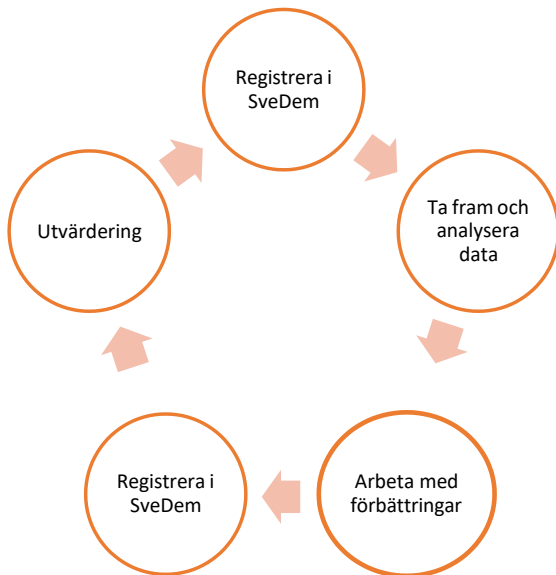 Registrera i
SveDem
Ta fram och
analysera
data
Arbeta med
förbättringar
Registrera i
SveDem
Utvärdering